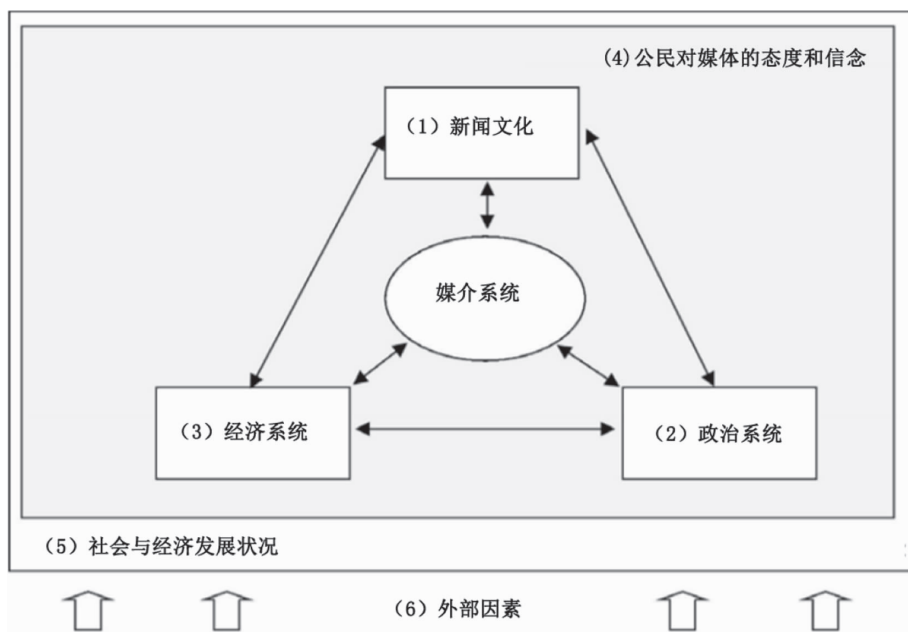 (4)公民对媒体的态度和信念
(1)新闻文化
媒介系统
(3)经济系统
(2)政治系统
(5)社会与经济发展状况
(6)外部因素